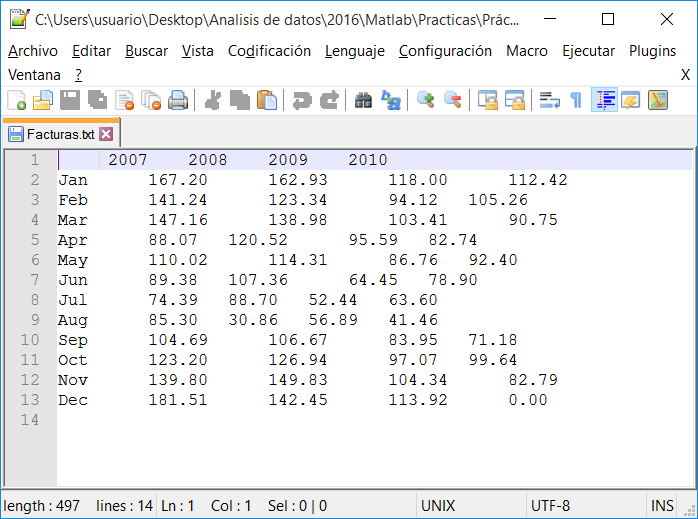 C:\Users\usuario\Desktop\Analisis de datos\2016\Matlab\Practicas\Prác...
Archivo Editar Buscar Vista Codificación Lenguaje Configuración Macro Ejecutar Plugins
Ventana ? X
Facturas.txt
1 2007 2008 2009 2010
2 Jan 167.20 162.93 118.00 112.42
3 Feb 141.24 123.34 94.12 105.26
4 Mar 147.16 138.98 103.41 90.75
5 Apr 88.07 120.52 95.59 82.74
6 May 110.02 114.31 86.76 92.40
7 Jun 89.38 107.36 64.45 78.90
8 Jul 74.39 88.70 52.44 63.60
9 Aug 85.30 30.86 56.89 41.46
10 Sep 104.69 106.67 83.95 71.18
11 Oct 123.20 126.94 97.07 99.64
12 Nov 139.80 149.83 104.34 82.79
13 Dec 181.51 142.45 113.92 0.00
14
length : 497 lines : 14 Ln : 1 Col : 1 Sel : 0 | 0 UNIX UTF-8 INS